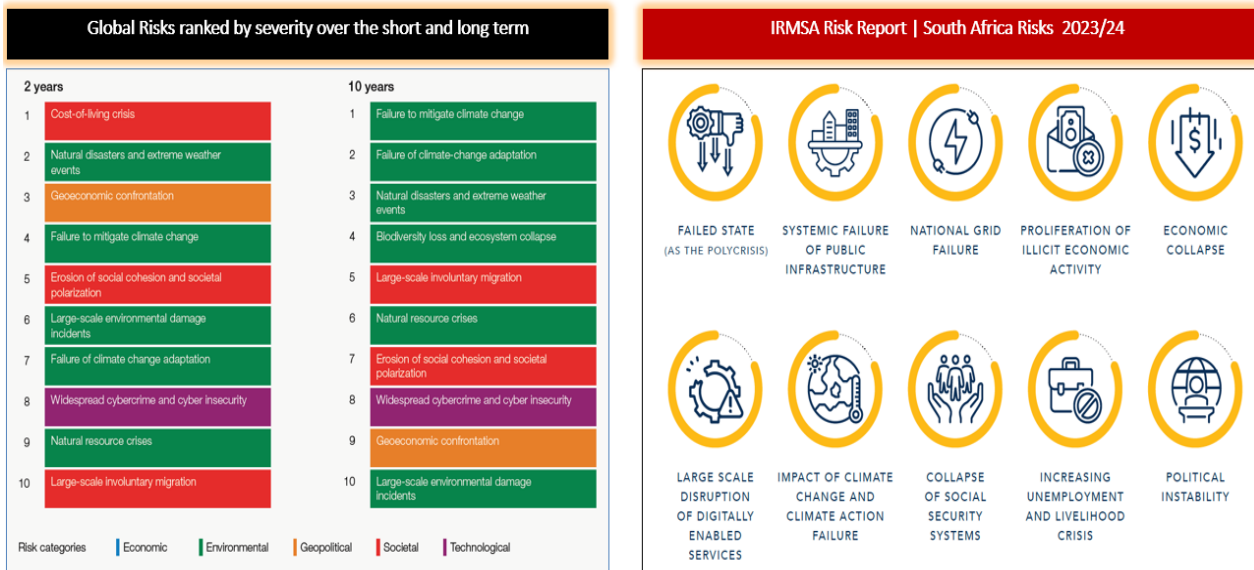 Global Risks ranked by severity over the short and long term
2 years
1
Cost-of-living crisis
2
Natural disasters and extreme weather
events
3
Geoeconomic confrontation
4
Failure to mitigate climate change
5
Erosion of social cohesion and societal
polarization
6
Large-scale environmental damage
incidents
7
Failure of climate change adaptation
8
Widespread cybercrime and cyber insecurity
9
Natural resource crises
10
Large-scale involuntary migration
10 years
1
Failure to mitigate climate change
2
Failure of climate-change adaptation
3
Natural disasters and extreme weather
events
4
Biodiversity loss and ecosystem collapse
5
Large-scale involuntary migration
6
Natural resource crises
7
Erosion of social cohesion and societal
polarization
8
Widespread cybercrime and cyber insecurity
9
Geoeconomic confrontation
10
Large-scale environmental damage
incidents
Risk categories
Economic
Environmental
Geopolitical
Societal
Technological
IRMSA Risk Report | South Africa Risks 2023/24
FAILED STATE
(AS THE POLYCRISIS)
SYSTEMIC FAILURE
OF PUBLIC
INFRASTRUCTURE
NATIONAL GRID
FAILURE
PROLIFERATION OF
ILLICIT ECONOMIC
ACTIVITY
$
ECONOMIC
COLLAPSE
LARGE SCALE
DISRUPTION
OF DIGITALLY
ENABLED
SERVICES
IMPACT OF CLIMATE
CHANGE AND
CLIMATE ACTION
FAILURE
COLLAPSE
OF SOCIAL
SECURITY
SYSTEMS
INCREASING
UNEMPLOYMENT
AND LIVELIHOOD
CRISIS
POLITICAL
INSTABILITY